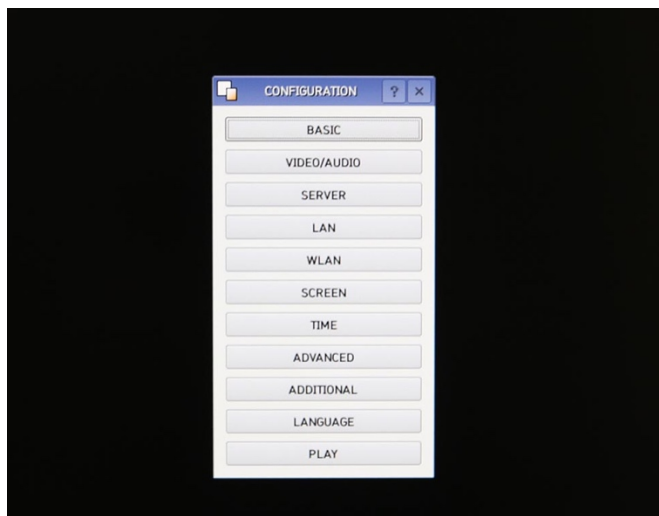 CONFIGURATION ? ×
BASIC
VIDEO/AUDIO
SERVER
LAN
WLAN
SCREEN
TIME
ADVANCED
ADDITIONAL
LANGUAGE
PLAY